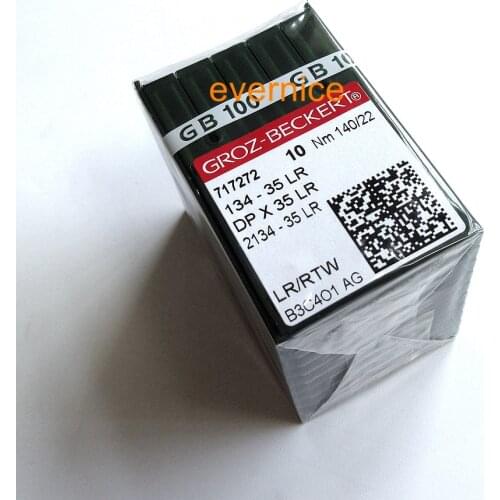 evernice
GB 100 GB 10
GROZ-BECKERT®
717272 10 Nm 140/22
134 - 35 LR
DP X 35 LR
2134 - 35 LR
LR/RTW
B3C401 AG